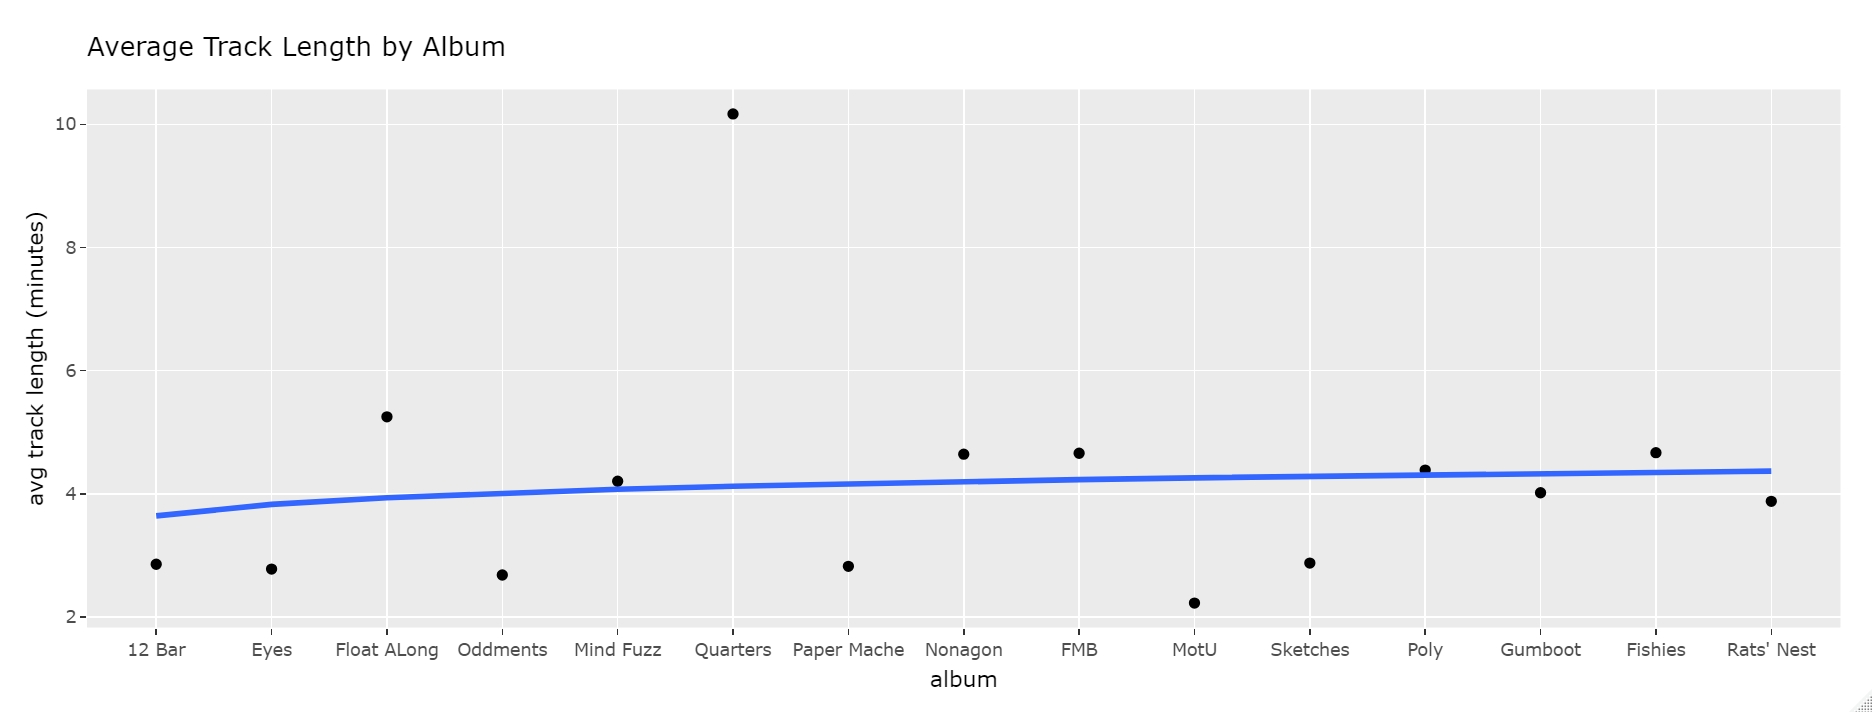 Average Track Length by Album
avg track length (minutes)
10
8
6
4
2
12 Bar Eyes Float ALong Oddments Mind Fuzz Quarters Paper Mache Nonagon FMB MotU Sketches Poly Gumboot Fishies Rats' Nest
album